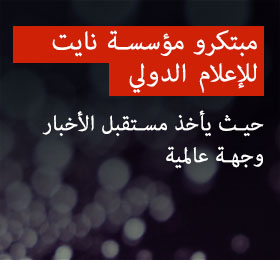 مبتكرو مؤسسة نايت
للإعلام الدولي
حيث يأخذ مستقبل الأخبار
وجهة عالمية